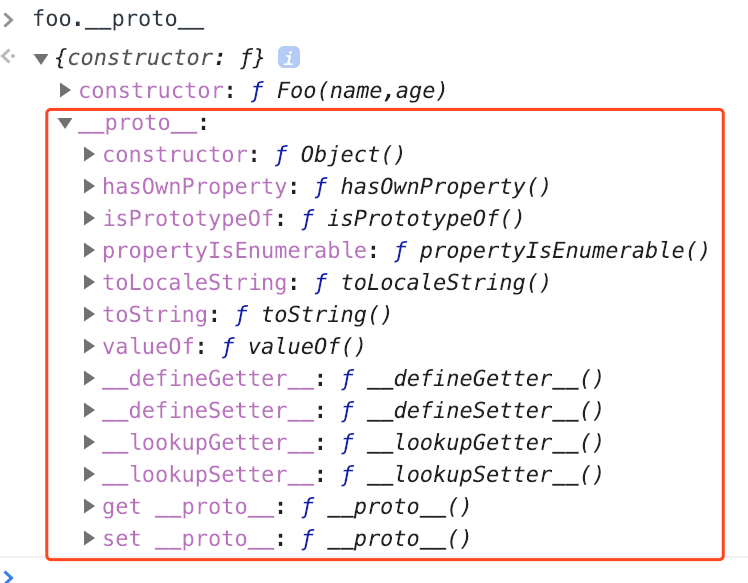 foo.__proto__
{constructor: ƒ} i
constructor: ƒ Foo(name,age)
__proto__:
constructor: ƒ Object()
hasOwnProperty: ƒ hasOwnProperty()
isPrototypeOf: ƒ isPrototypeOf()
propertyIsEnumerable: ƒ propertyIsEnumerable()
toLocaleString: ƒ toLocaleString()
toString: ƒ toString()
valueOf: ƒ valueOf()
__defineGetter__: ƒ __defineGetter__()
__defineSetter__: ƒ __defineSetter__()
__lookupGetter__: ƒ __lookupGetter__()
__lookupSetter__: ƒ __lookupSetter__()
get __proto__: ƒ __proto__()
set __proto__: ƒ __proto__()